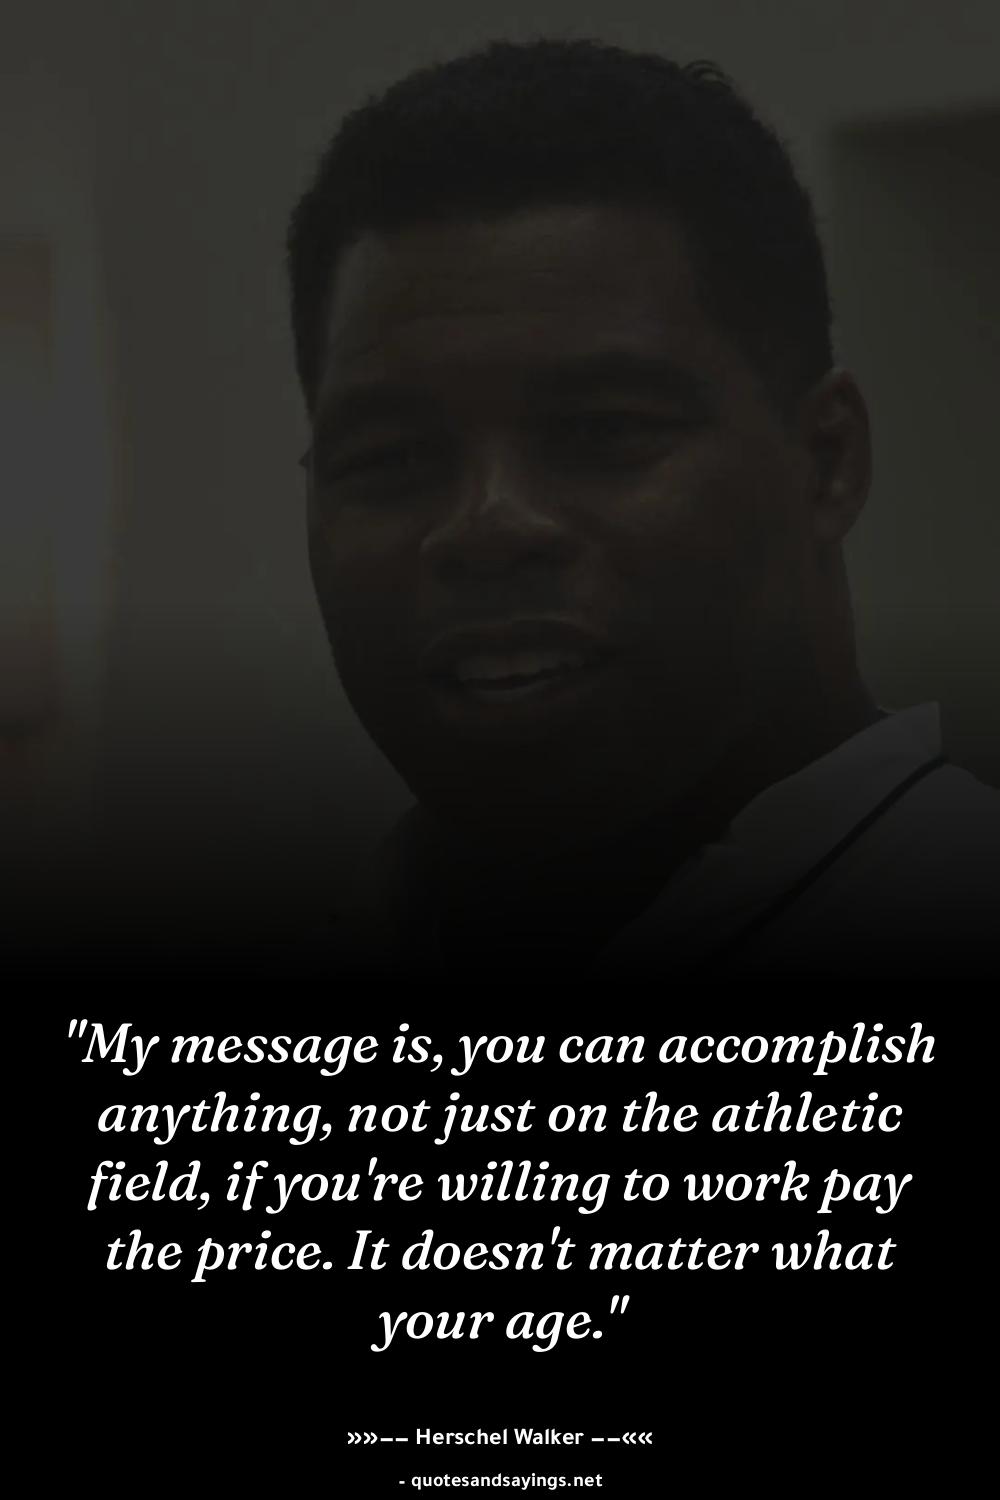 "My message is, you can accomplish
anything, not just on the athletic
field, if you're willing to work pay
the price. It doesn't matter what
your age."
»»–– Herschel Walker ––««
- quotesandsayings.net